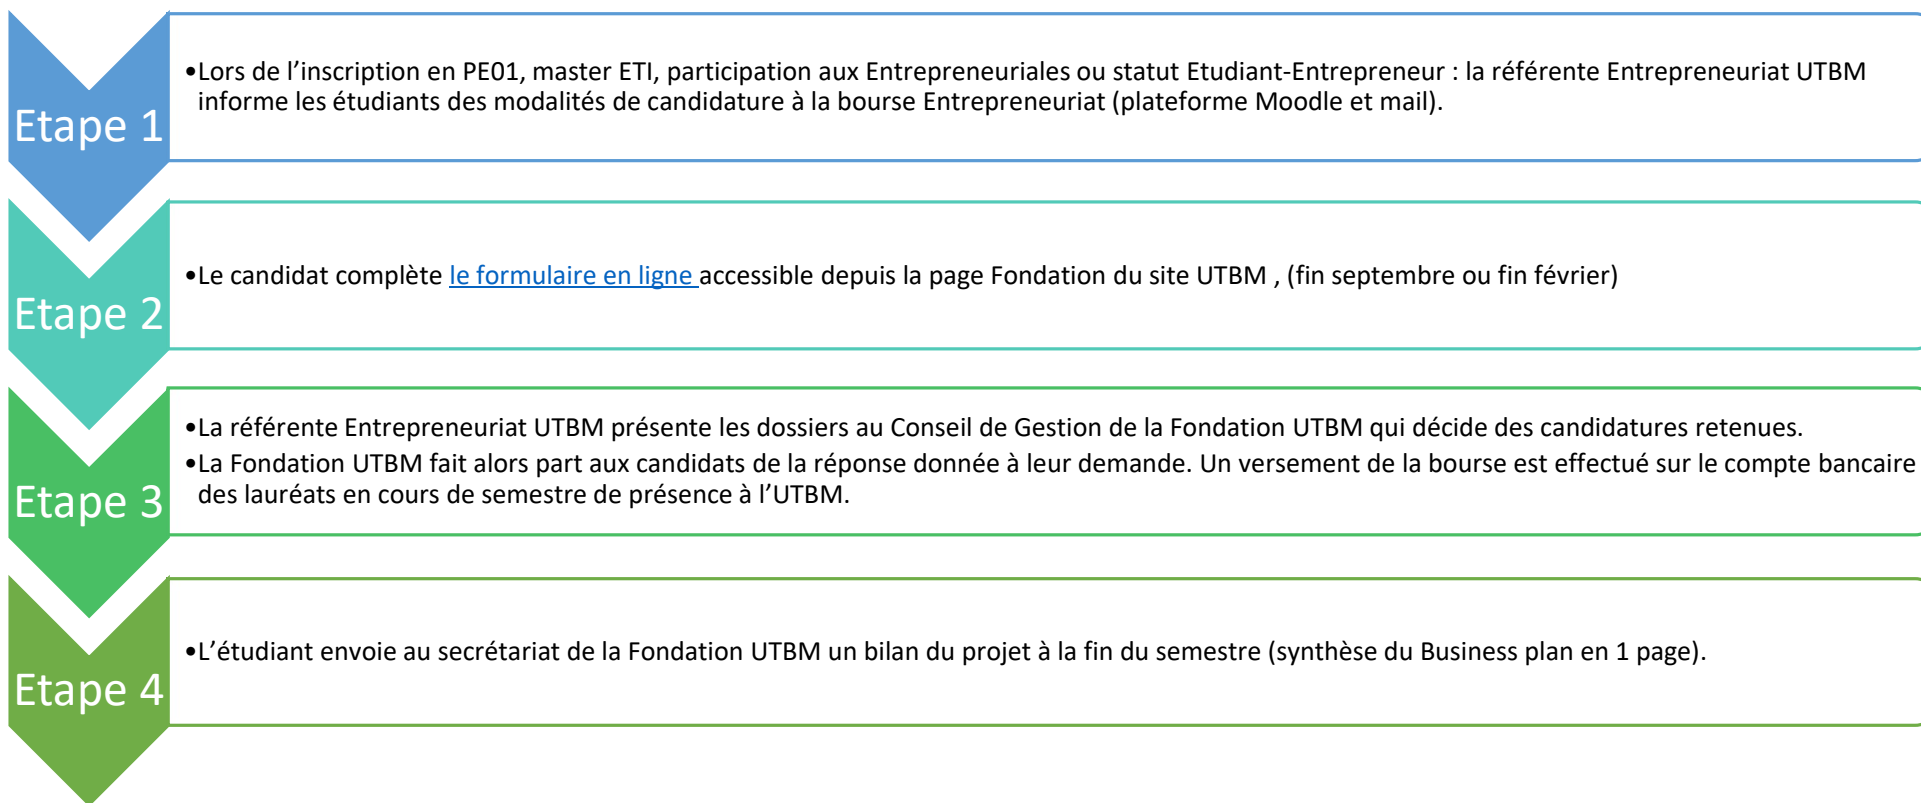 Etape 1
•Lors de l’inscription en PE01, master ETI, participation aux Entrepreneuriales ou statut Etudiant-Entrepreneur : la référente Entrepreneuriat UTBM
informe les étudiants des modalités de candidature à la bourse Entrepreneuriat (plateforme Moodle et mail).
Etape 2
•Le candidat complète le formulaire en ligne accessible depuis la page Fondation du site UTBM , (fin septembre ou fin février)
Etape 3
•La référente Entrepreneuriat UTBM présente les dossiers au Conseil de Gestion de la Fondation UTBM qui décide des candidatures retenues.
•La Fondation UTBM fait alors part aux candidats de la réponse donnée à leur demande. Un versement de la bourse est effectué sur le compte bancaire
des lauréats en cours de semestre de présence à l’UTBM.
Etape 4
•L’étudiant envoie au secrétariat de la Fondation UTBM un bilan du projet à la fin du semestre (synthèse du Business plan en 1 page).